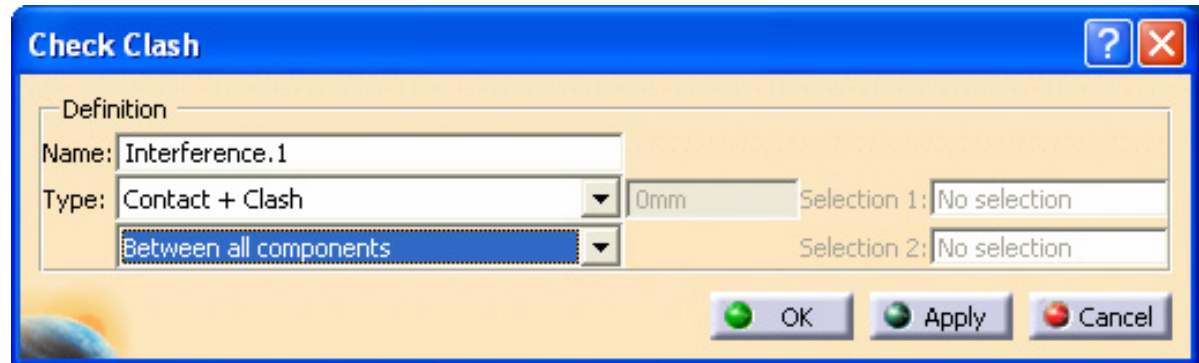 Check Clash
Definition
Name: Interference.1
Type: Contact + Clash 0mm Selection 1: No selection
Between all components Selection 2: No selection
OK Apply Cancel